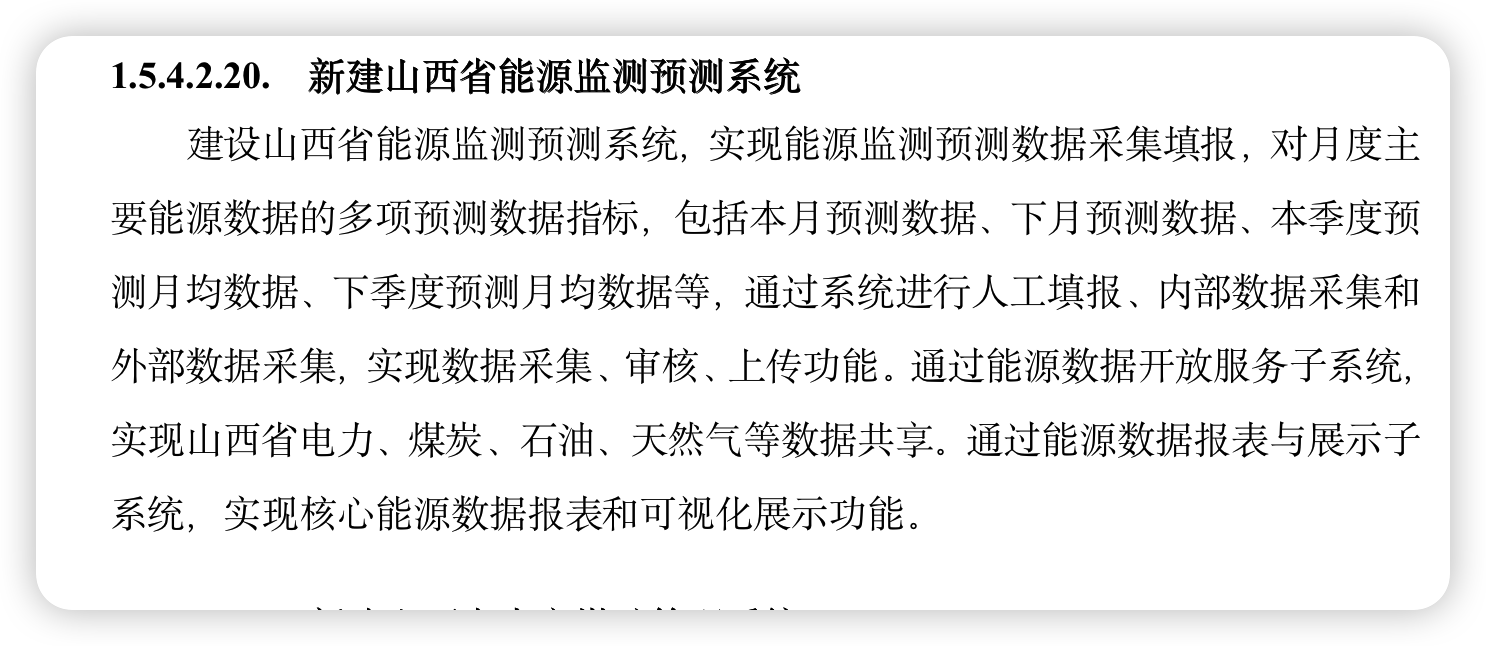 1.5.4.2.20. 新建山西省能源监测预测系统
建设山西省能源监测预测系统，实现能源监测预测数据采集填报，对月度主
要能源数据的多项预测数据指标，包括本月预测数据、下月预测数据、本季度预
测月均数据、下季度预测月均数据等，通过系统进行人工填报、内部数据采集和
外部数据采集，实现数据采集、审核、上传功能。通过能源数据开放服务子系统，
实现山西省电力、煤炭、石油、天然气等数据共享。通过能源数据报表与展示子
系统，实现核心能源数据报表和可视化展示功能。